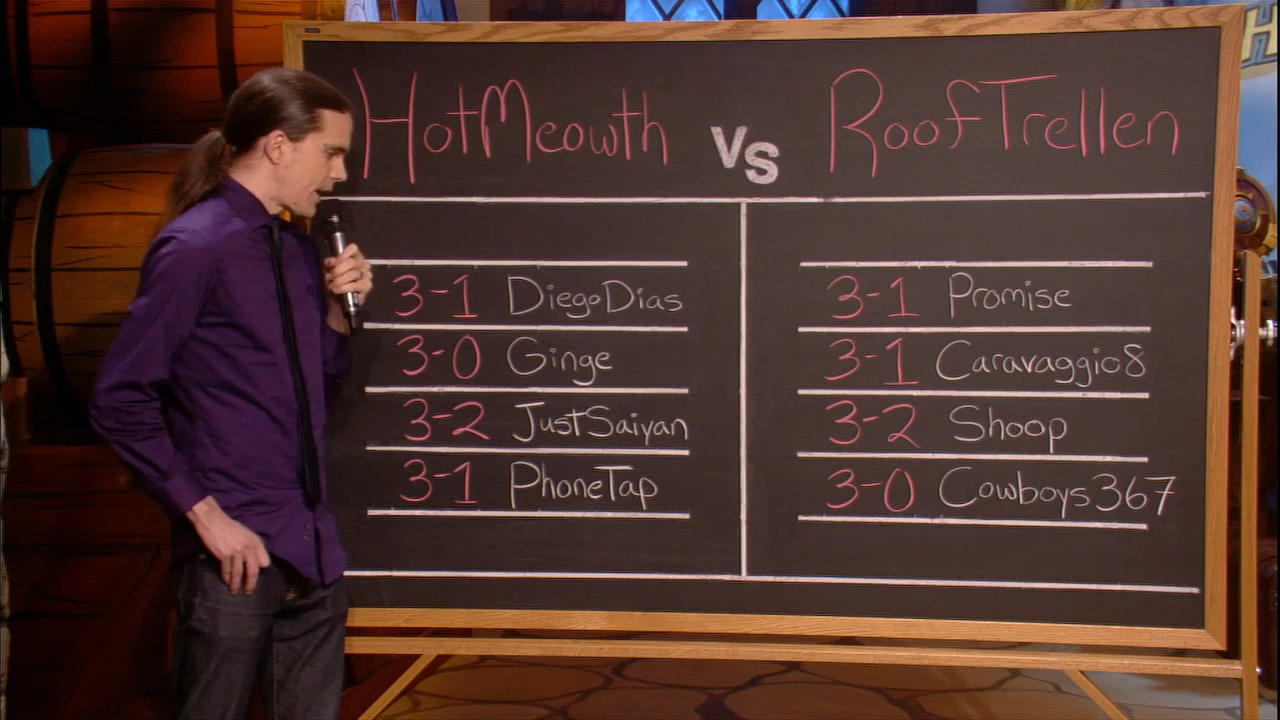 HotMeowth vs RoofTrellen
3-1 DiegoDias
3-0 Ginge
3-2 JustSaiyan
3-1 PhoneTap
3-1 Promise
3-1 Caravaggio8
3-2 Shoop
3-0 Cowboys367